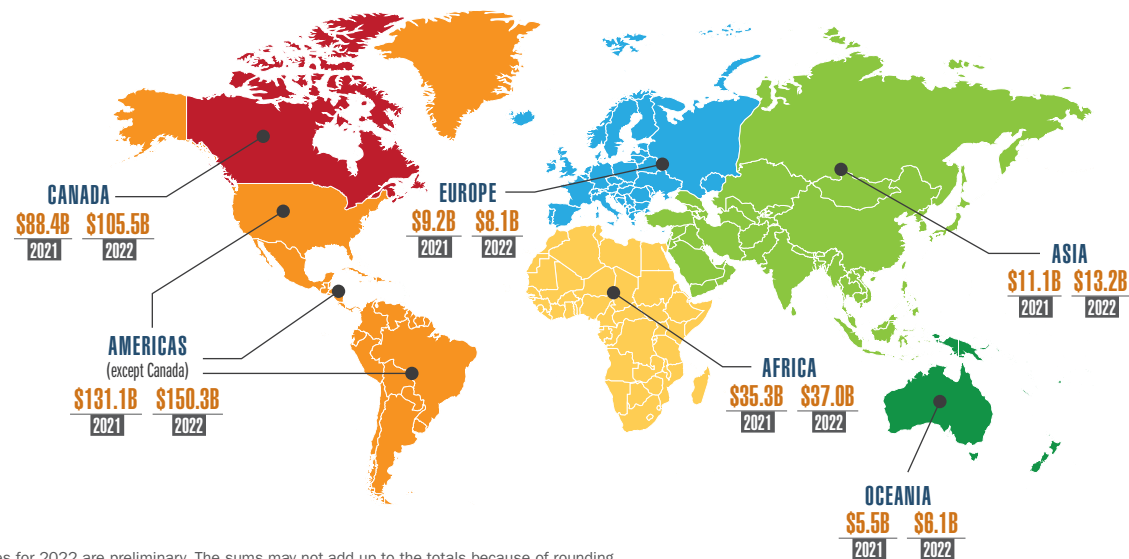 CANADA
$88.4B $105.5B
2021 2022
EUROPE
$9.2B $8.1B
2021 2022
ASIA
$11.1B $13.2B
2021 2022
AMERICAS
(except Canada)
$131.1B $150.3B
2021 2022
AFRICA
$35.3B $37.0B
2021 2022
OCEANIA
$5.5B $6.1B
2021 2022
for 2022 are preliminary. The sums may not add up to the totals because of rounding.